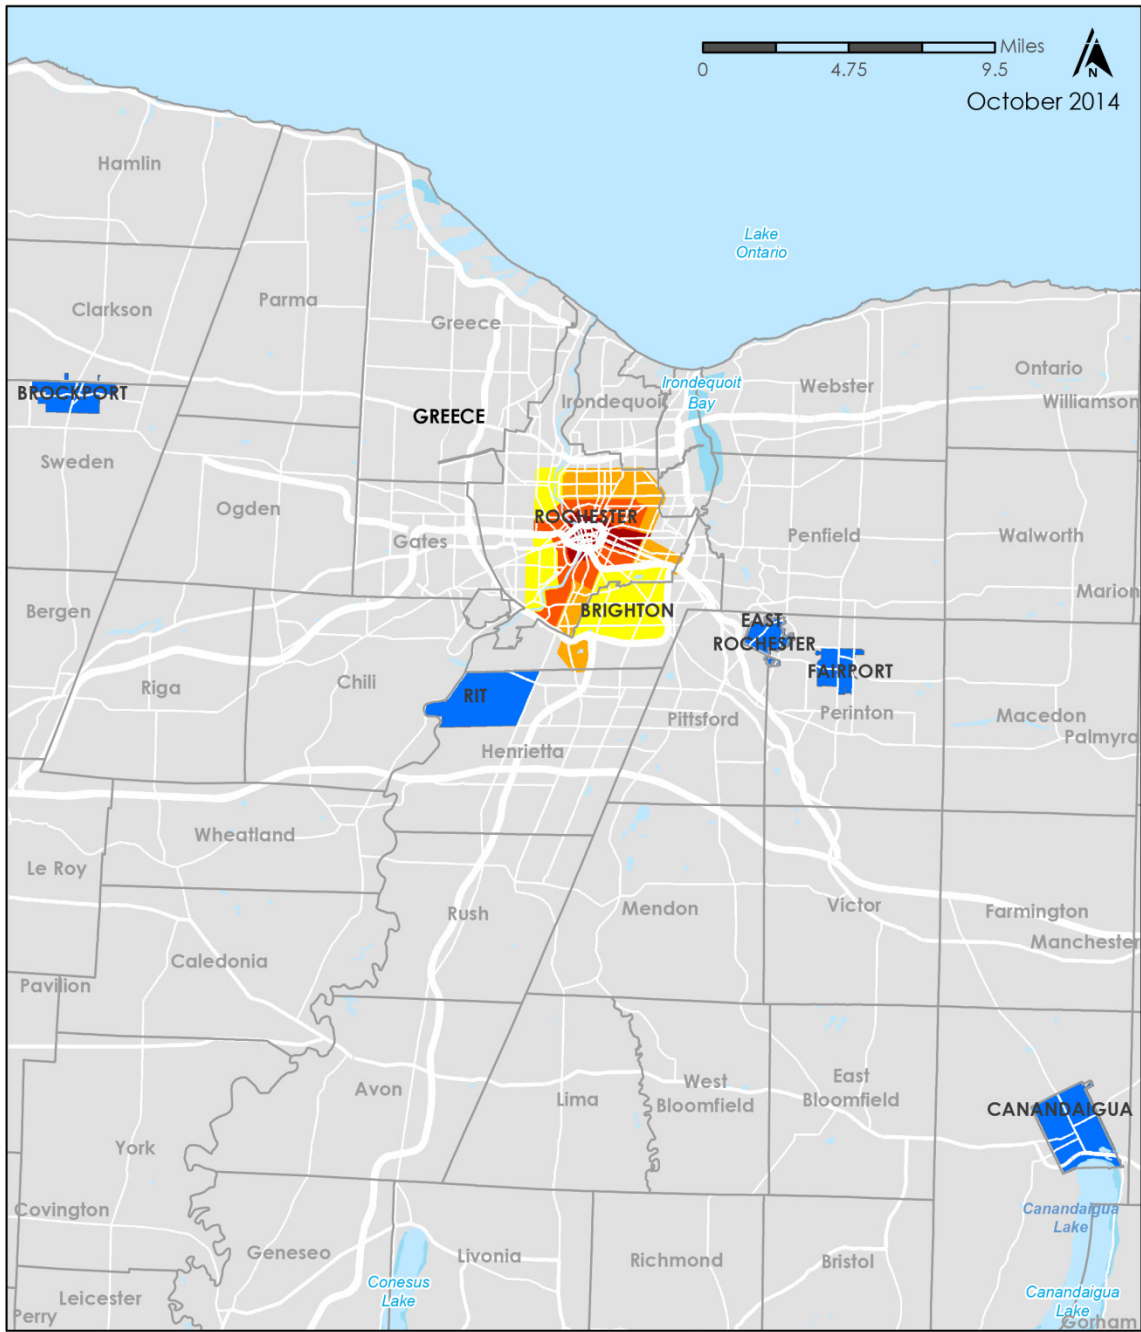 Miles
0 4.75 9.5
N
October 2014
Hamlin
Lake
Ontario
Clarkson
Parma
Greece
BROCKPORT
Irondequoit
Irondequoit
Bay
Webster
Ontario
Williamson
GREECE
Sweden
Ogden
ROCHESTER
Gates
Penfield
Walworth
Marion
Bergen
BRIGHTON
EAST
ROCHESTER
FAIRPORT
Riga
Chili
RIT
Pittsford
Perinton
Macedon
Palmyra
Henrietta
Wheatland
Le Roy
Rush
Mendon
Victor
Farmington
Manchester
Caledonia
Pavilion
Avon
Lima
West
Bloomfield
East
Bloomfield
CANANDAIGUA
York
Covington
Canandaigua
Lake
Geneseo
Livonia
Richmond
Bristol
Conesus
Lake
Canandaigua
Lake
Leicester
Perry
Gorham